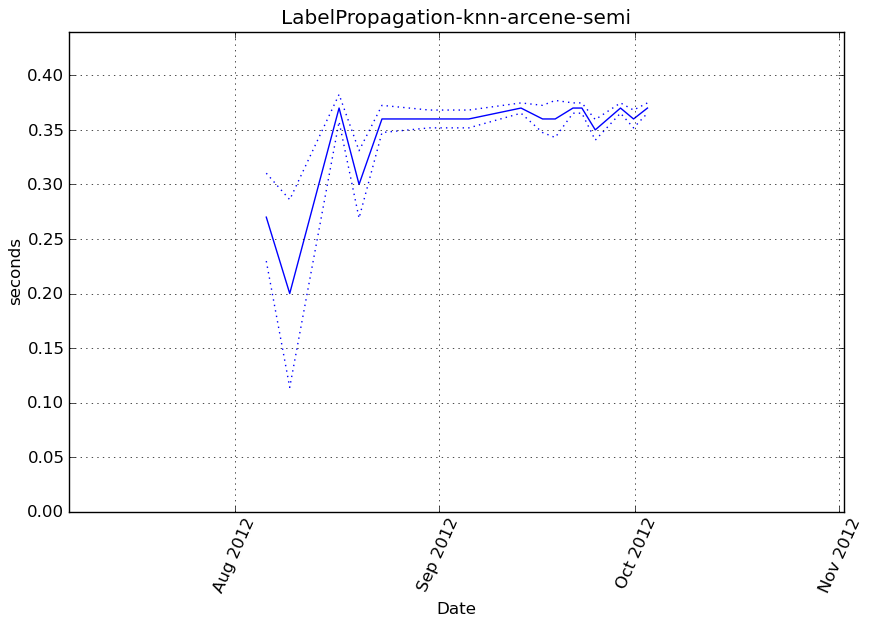 LabelPropagation-knn-arcene-semi
0.40
0.35
0.30
0.25
0.20
0.15
0.10
0.05
0.00
seconds
Aug 2012
Sep 2012
Oct 2012
Nov 2012
Date